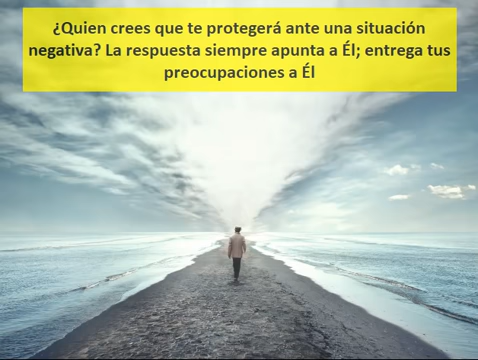 ¿Quien crees que te protegerá ante una situación
negativa? La respuesta siempre apunta a Él; entrega tus
preocupaciones a Él